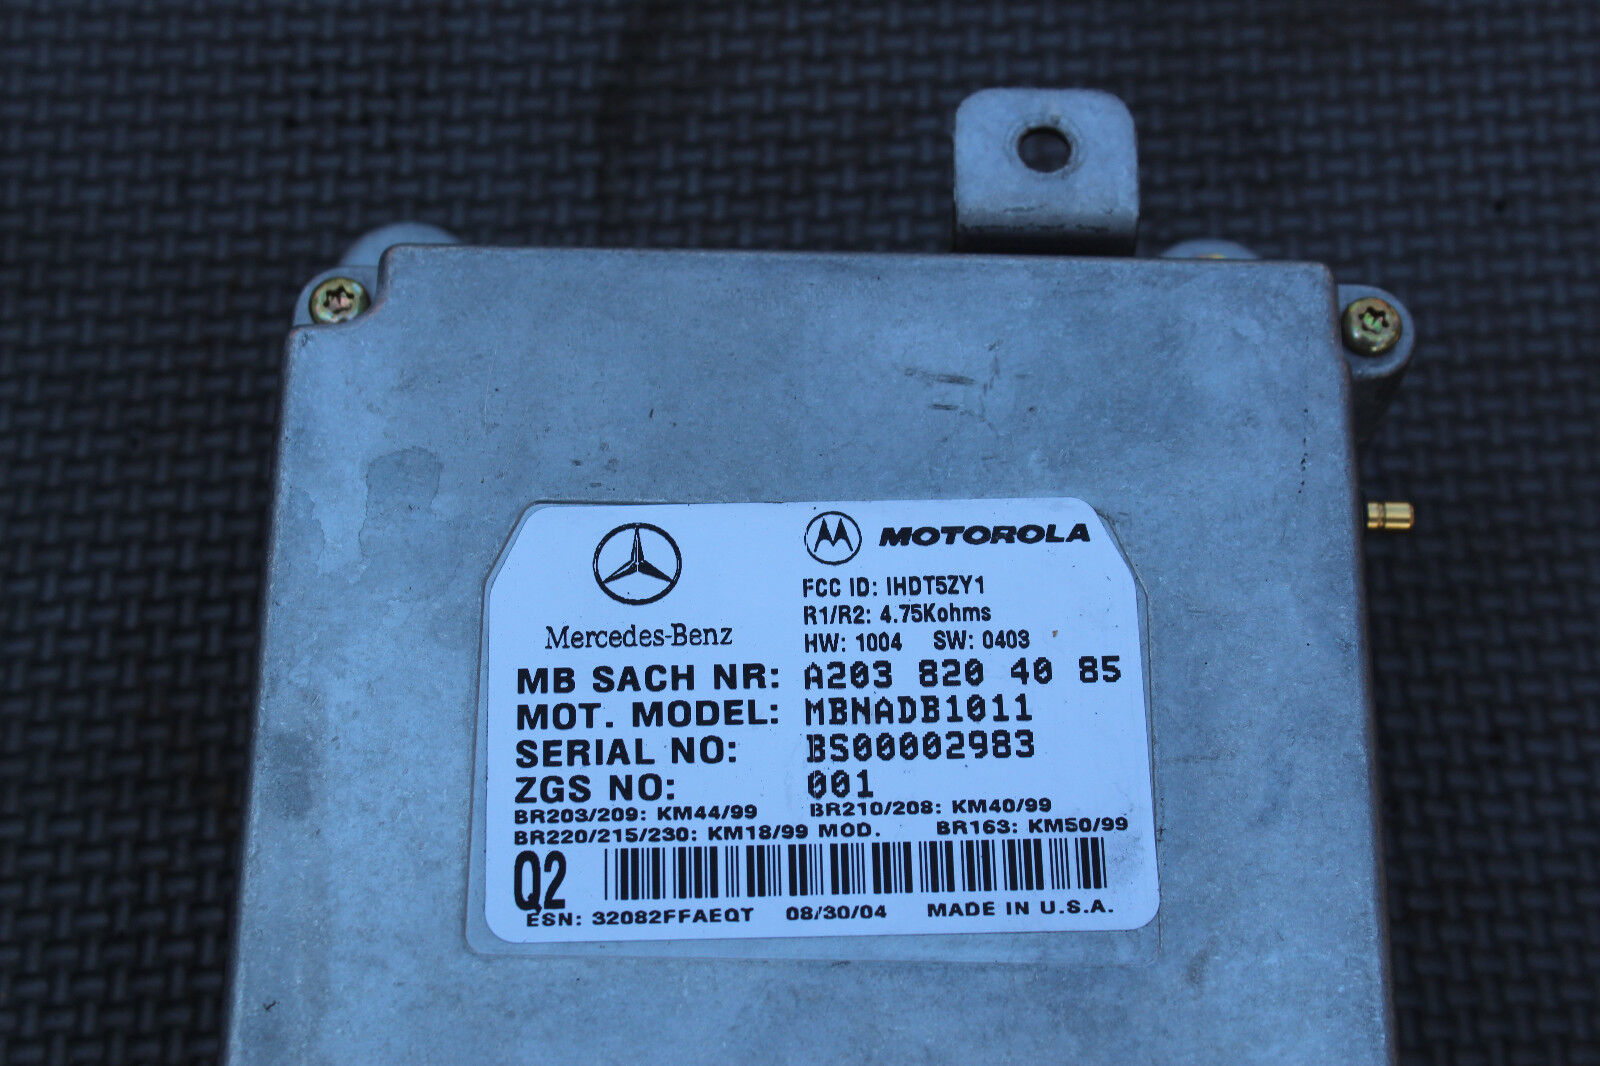 MOTOROLA
FCC ID: IHDT5ZY1
R1/R2: 4.75Kohms
Mercedes-Benz
HW: 1004 SW: 0403
MB SACH NR: A203 820 40 85
MOT. MODEL: MBNADB1011
SERIAL NO: BS00002983
ZGS NO: 001
BR203/209: KM44/99 BR210/208: KM40/99
BR220/215/230: KM18/99 MOD. BR163: KM50/99
Q2
ESN: 32082FFAEQT 08/30/04 MADE IN U.S.A.